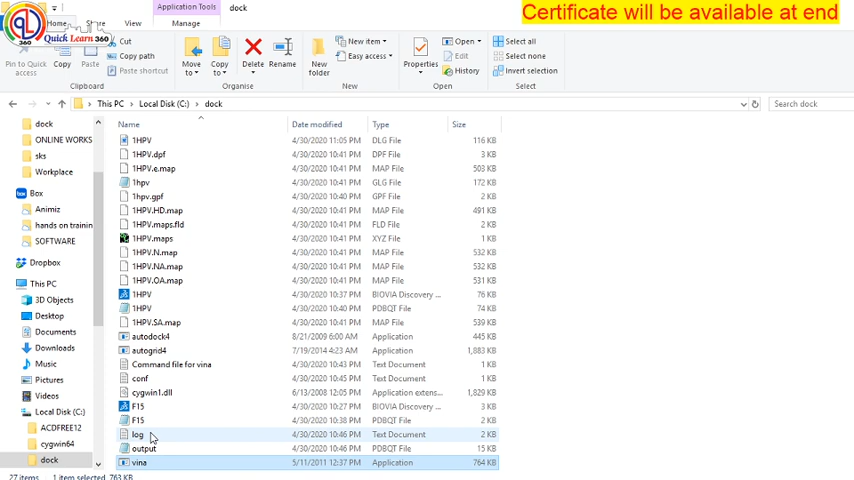 Application Tools
dock
Certificate will be available at end
QL
360
Quick Learn 360
Home
Share
View
Manage
Pin to Quick access
Copy
Paste
Cut
Copy path
Paste shortcut
Clipboard
Move to
Copy to
Delete
Rename
Organise
New folder
New item
Easy access
New
Properties
Open
Edit
History
Open
Select all
Select none
Invert selection
Select
This PC > Local Disk (C:) > dock
Search dock
Name Date modified Type Size
dock
ONLINE WORKS
sks
Workplace
Box
Animiz
hands on trainin
SOFTWARE
Dropbox
This PC
3D Objects
Desktop
Documents
Downloads
Music
Pictures
Videos
Local Disk (C:)
ACDFREE12
cygwin64
dock
1HPV 4/30/2020 11:05 PM DLG File 116 KB
1HPV.dpf 4/30/2020 10:41 PM DPF File 3 KB
1HPV.e.map 4/30/2020 10:41 PM MAP File 503 KB
1hpv 4/30/2020 10:41 PM GLG File 172 KB
1hpv.gpf 4/30/2020 10:40 PM GPF File 2 KB
1HPV.HD.map 4/30/2020 10:41 PM MAP File 491 KB
1HPV.maps.fld 4/30/2020 10:41 PM FLD File 2 KB
1HPV.maps 4/30/2020 10:41 PM XYZ File 1 KB
1HPV.N.map 4/30/2020 10:41 PM MAP File 532 KB
1HPV.NA.map 4/30/2020 10:41 PM MAP File 532 KB
1HPV.OA.map 4/30/2020 10:41 PM MAP File 531 KB
1HPV 4/30/2020 10:37 PM BIOVIA Discovery ... 76 KB
1HPV 4/30/2020 10:40 PM PDBQT File 74 KB
1HPV.SA.map 4/30/2020 10:41 PM MAP File 539 KB
autodock4 8/21/2009 6:00 AM Application 445 KB
autogrid4 7/19/2014 4:23 AM Application 1,883 KB
Command file for vina 4/30/2020 10:43 PM Text Document 2 KB
conf 4/30/2020 10:45 PM Text Document 1 KB
cygwin1.dll 6/13/2008 12:05 PM Application exten... 1,829 KB
F15 4/30/2020 10:27 PM BIOVIA Discovery ... 3 KB
F15 4/30/2020 10:38 PM PDBQT File 2 KB
log 4/30/2020 10:46 PM Text Document 2 KB
output 4/30/2020 10:46 PM PDBQT File 15 KB
vina 5/11/2011 12:37 PM Application 764 KB
27 items 1 item selected 763 KB